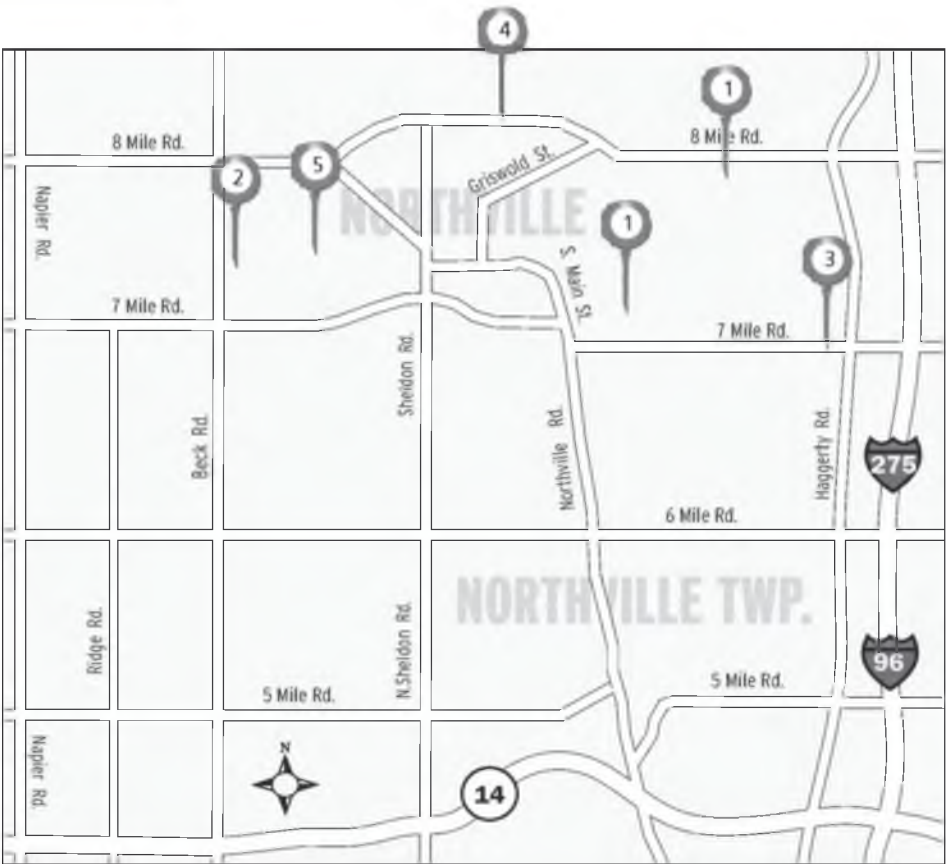 4
1
8 Mile Rd.
8 Mile Rd.
2
5
Griswold St.
Napier Rd.
NORTHVILLE
1
S. Main St.
3
7 Mile Rd.
7 Mile Rd.
Sheldon Rd.
Beck Rd.
Northville Rd.
Haggerty Rd.
275
6 Mile Rd.
NORTHVILLE TWP.
Ridge Rd.
N.Sheldon Rd.
96
5 Mile Rd.
5 Mile Rd.
Napier Rd.
N
14